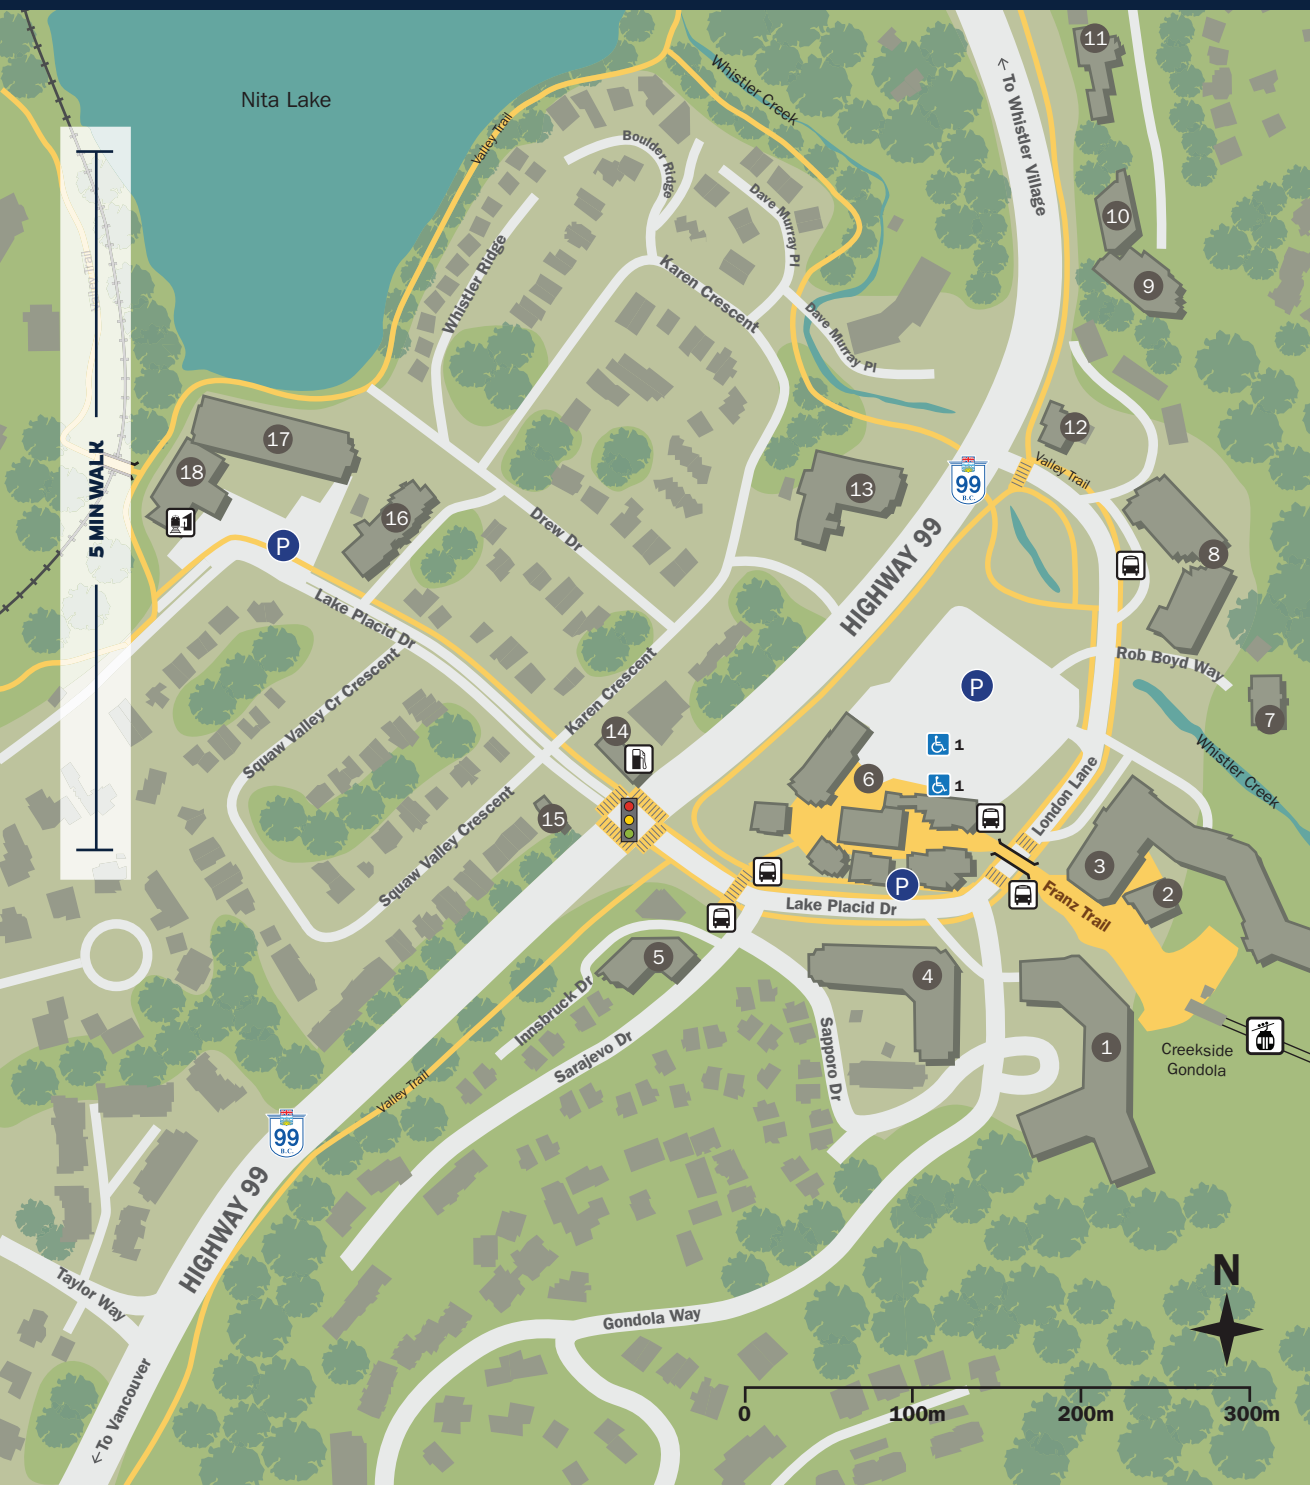 11
Whistler Creek
Nita Lake
← To Whistler Village
Valley Trail
Boulder Ridge
Dave Murray Pl
10
Whistler Ridge
Karen Crescent
9
Valley Trail
Dave Murray Pl
12
17
18
Valley Trail
99
B.C.
13
16
5 MIN WALK
Drew Dr
HIGHWAY 99
P
8
Lake Placid Dr
Rob Boyd Way
Squaw Valley Cr Crescent
Karen Crescent
P
7
14
1
Whistler Creek
6
1
London Lane
15
Squaw Valley Crescent
3
P
2
Lake Placid Dr
Franz Trail
5
4
Innsbruck Dr
Sarajevo Dr
Sapporo Dr
1
Creekside
Gondola
Valley Trail
99
B.C.
HIGHWAY 99
Taylor Way
N
Gondola Way
← To Vancouver
0 100m 200m 300m